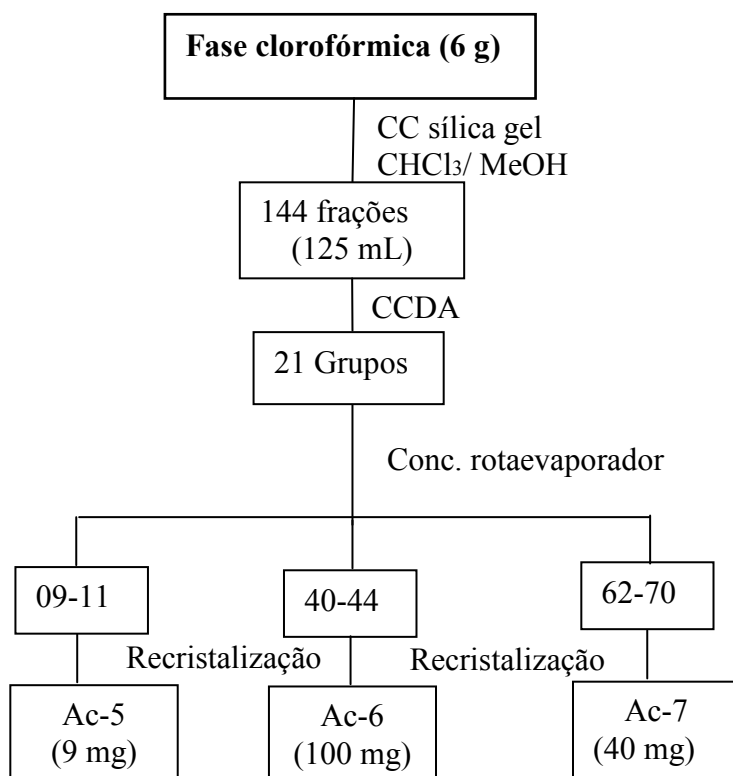 Fase clorofórmica (6 g)
CC sílica gel
CHCl₃/ MeOH
144 frações
(125 mL)
CCDA
21 Grupos
Conc. rotaevaporador
09-11
40-44
62-70
Recristalização
Recristalização
Ac-5
(9 mg)
Ac-6
(100 mg)
Ac-7
(40 mg)